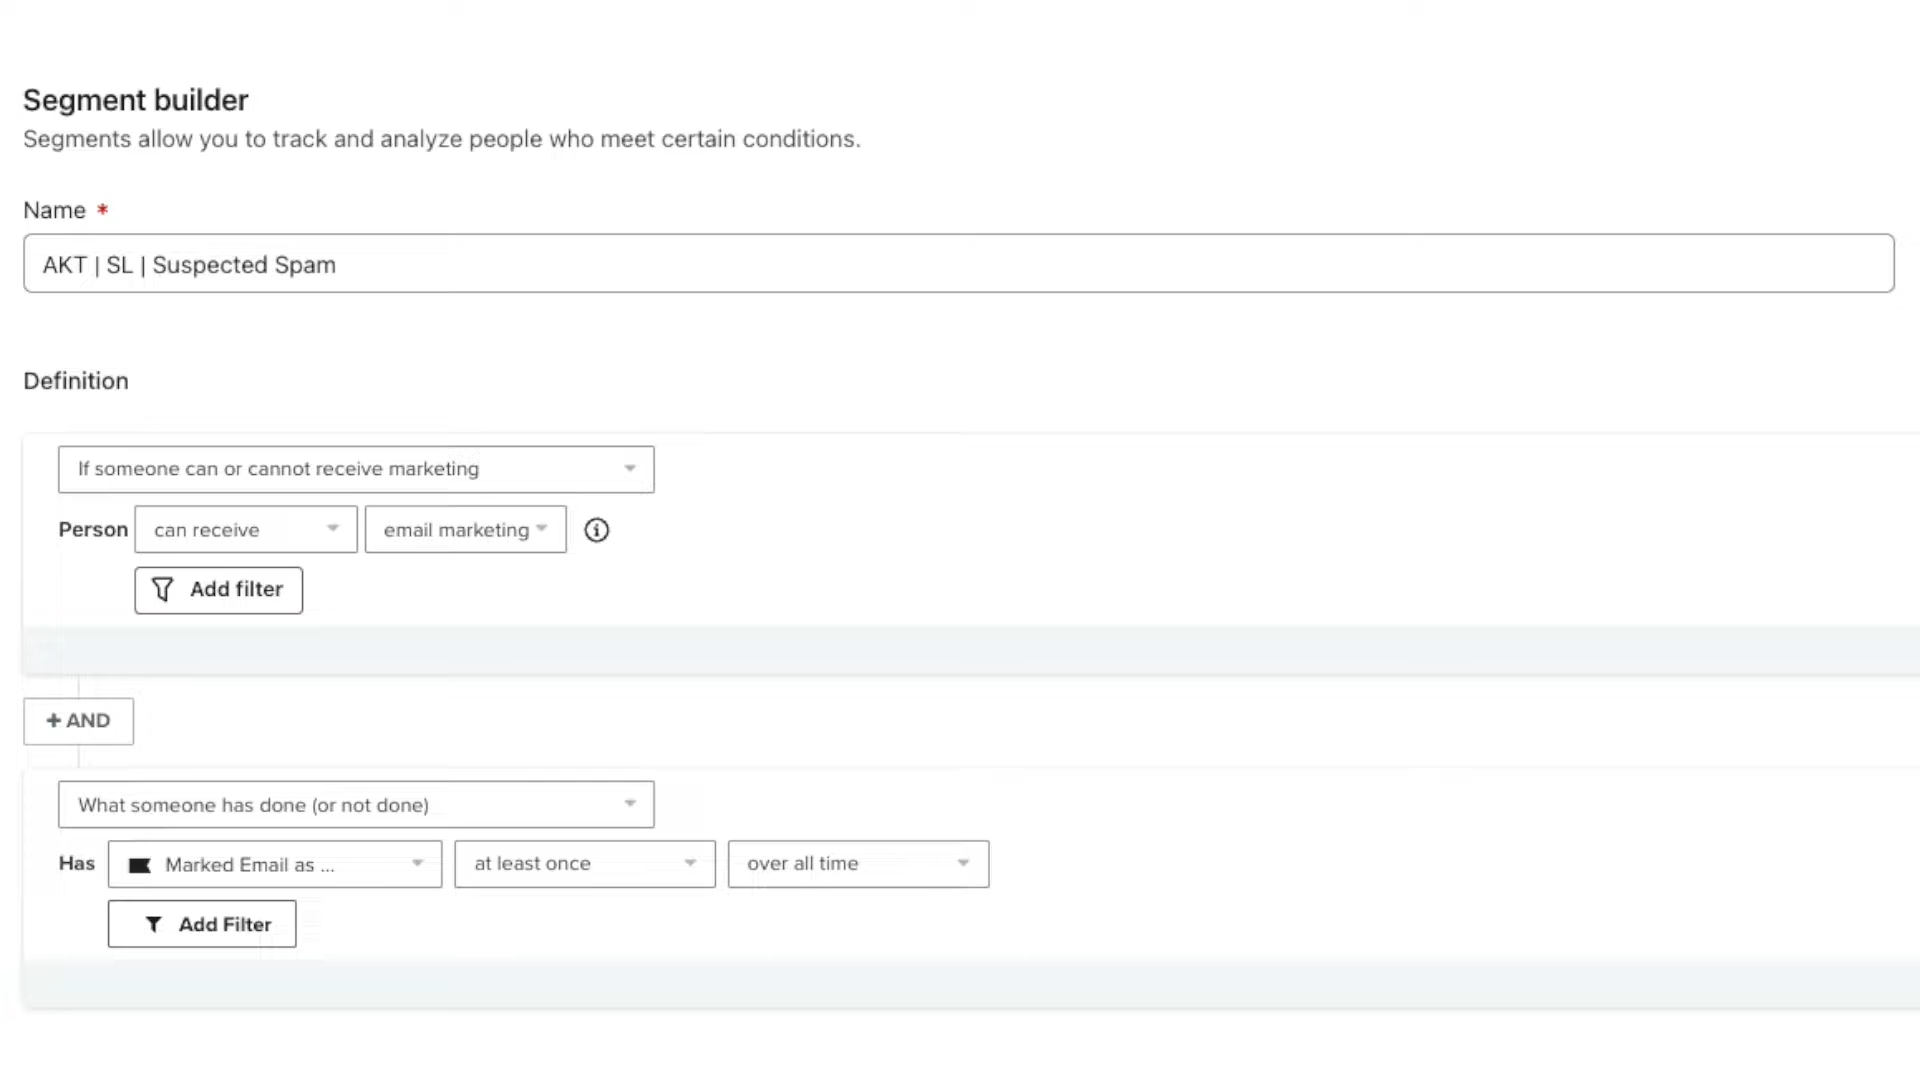 Segment builder
Segments allow you to track and analyze people who meet certain conditions.
Name *
AKT | SL | Suspected Spam
Definition
If someone can or cannot receive marketing
Person can receive email marketing
Add filter
+ AND
What someone has done (or not done)
Has Marked Email as ... at least once over all time
Add Filter